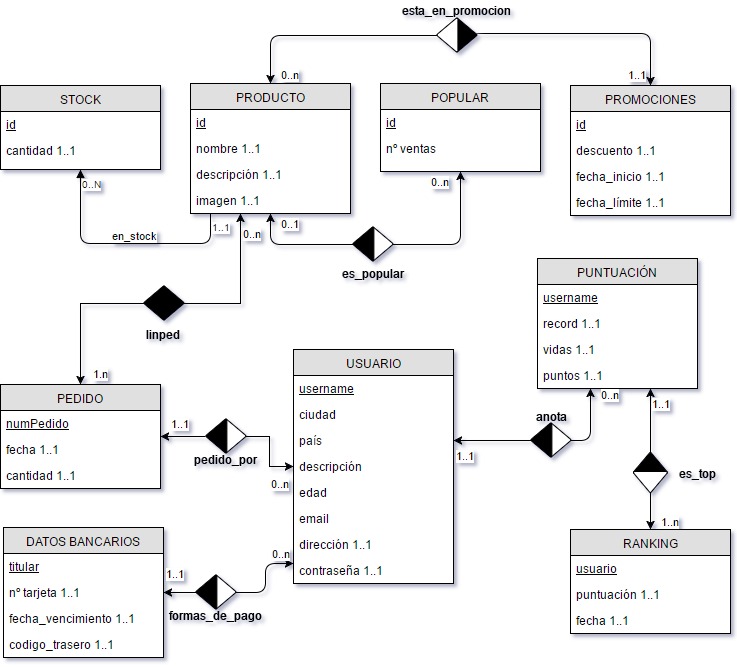 esta_en_promocion
0..n
1..1
STOCK
id
cantidad 1..1
0..N
PRODUCTO
id
nombre 1..1
descripción 1..1
imagen 1..1
POPULAR
id
nº ventas
0..n
PROMOCIONES
id
descuento 1..1
fecha_inicio 1..1
fecha_límite 1..1
en_stock
1..1
0..n
0..1
es_popular
linped
1.n
PUNTUACIÓN
username
record 1..1
vidas 1..1
puntos 1..1
0..n
1..1
PEDIDO
numPedido
fecha 1..1
cantidad 1..1
1..1
pedido_por
0..n
USUARIO
username
ciudad
país
descripción
edad
email
dirección 1..1
contraseña 1..1
anota
1..1
es_top
1..n
DATOS BANCARIOS
titular
nº tarjeta 1..1
fecha_vencimiento 1..1
codigo_trasero 1..1
1..1
0..n
formas_de_pago
RANKING
usuario
puntuación 1..1
fecha 1..1